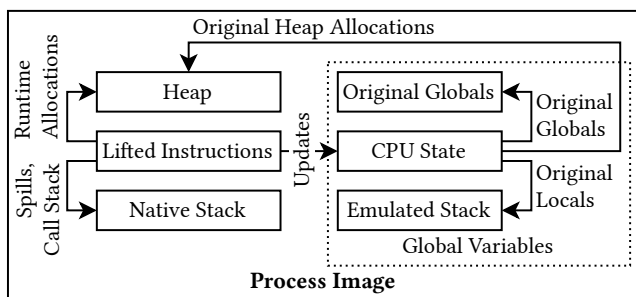 Original Heap Allocations
Runtime
Allocations
Heap
Original Globals
Original
Globals
Lifted Instructions
Updates
CPU State
Spills,
Call Stack
Native Stack
Emulated Stack
Original
Locals
Global Variables
Process Image